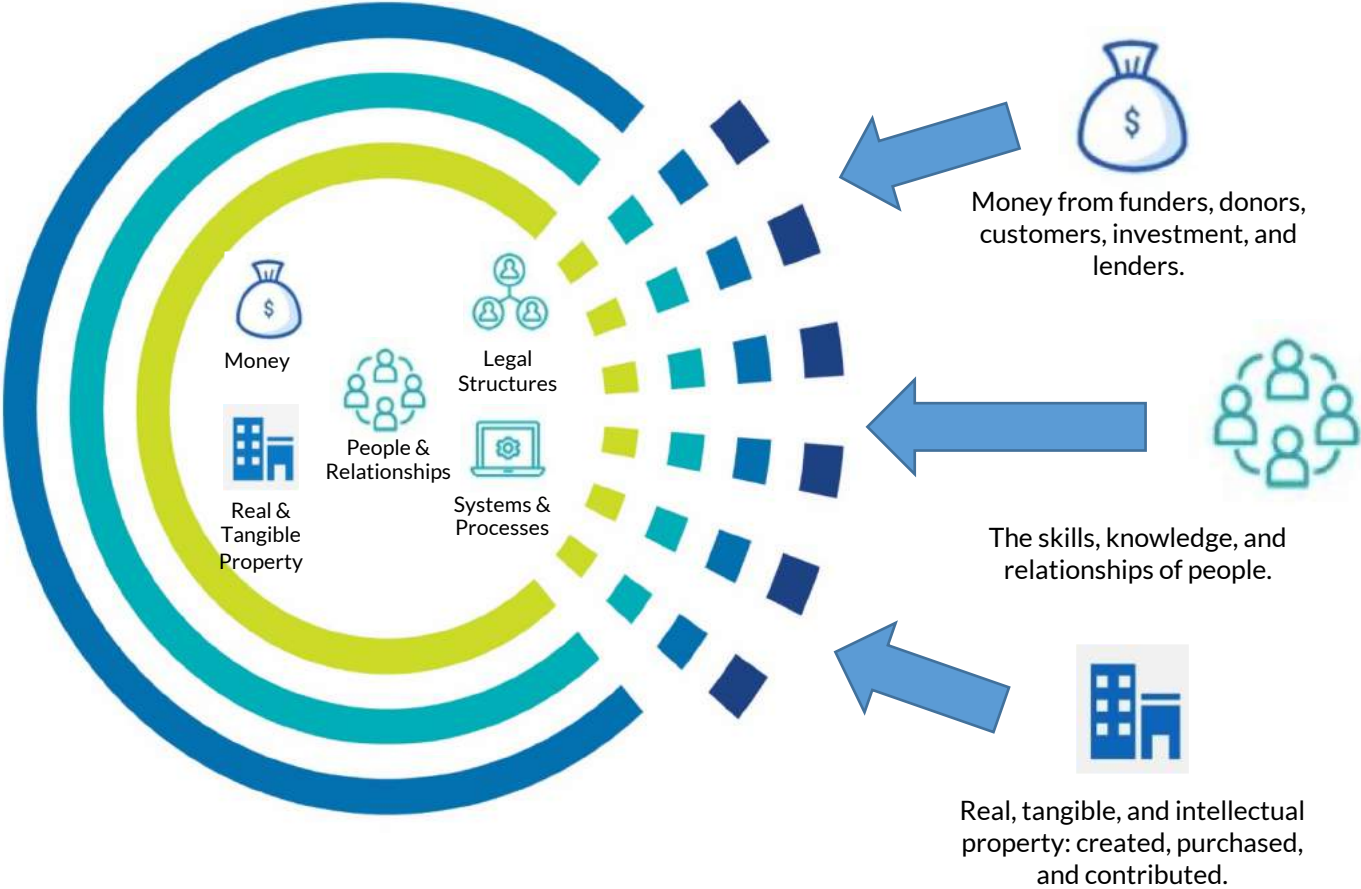 $
Money from funders, donors,
customers, investment, and
lenders.
$
Money
Legal
Structures
People &
Relationships
Real &
Tangible
Property
Systems &
Processes
The skills, knowledge, and
relationships of people.
Real, tangible, and intellectual
property: created, purchased,
and contributed.